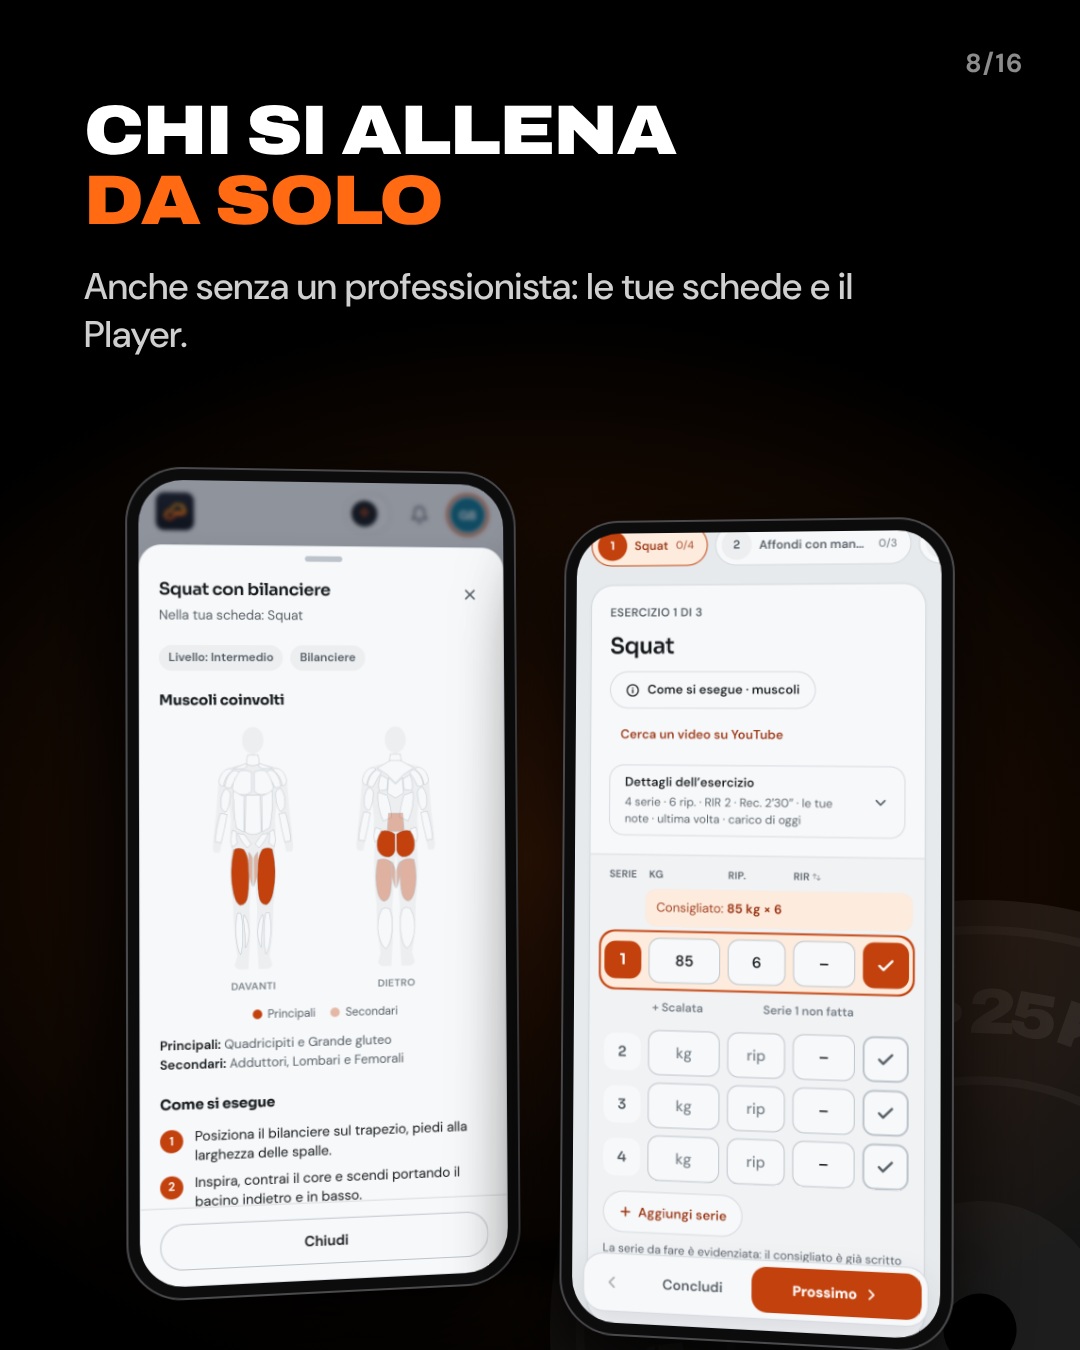 8/16
CHI SI ALLENA
DA SOLO
Anche senza un professionista: le tue schede e il
Player.
Squat con bilanciere
Nella tua scheda: Squat
Livello: Intermedio
Bilanciere
Muscoli coinvolti
DAVANTI
DIETRO
Principali
Secondari
Principali: Quadricipiti e Grande gluteo
Secondari: Adduttori, Lombari e Femorali
Come si esegue
1 Posiziona il bilanciere sul trapezio, piedi alla
larghezza delle spalle.
2 Inspira, contrai il core e scendi portando il
bacino indietro e in basso.
Chiudi
1 Squat 0/4
2 Affondi con man... 0/3
ESERCIZIO 1 DI 3
Squat
Come si esegue · muscoli
Cerca un video su YouTube
Dettagli dell'esercizio
4 serie · 6 rip. · RIR 2 · Rec. 2'30" · le tue
note · ultima volta · carico di oggi
SERIE KG RIP. RIR
Consigliato: 85 kg × 6
1 85 6 –
+ Scalata
Serie 1 non fatta
2 kg rip –
3 kg rip –
4 kg rip –
+ Aggiungi serie
La serie da fare è evidenziata: il consigliato è già scritto
Concludi
Prossimo
25